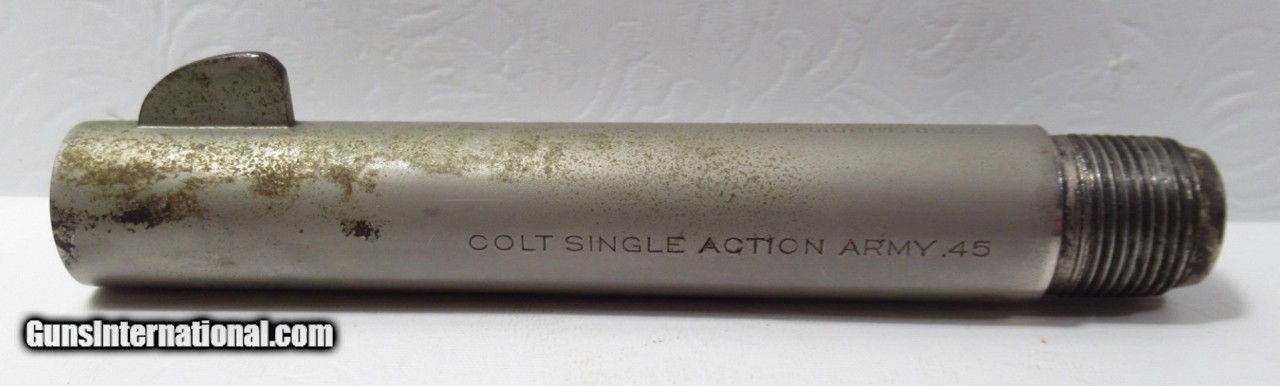 COLT SINGLE ACTION ARMY .45
GunsInternational.com